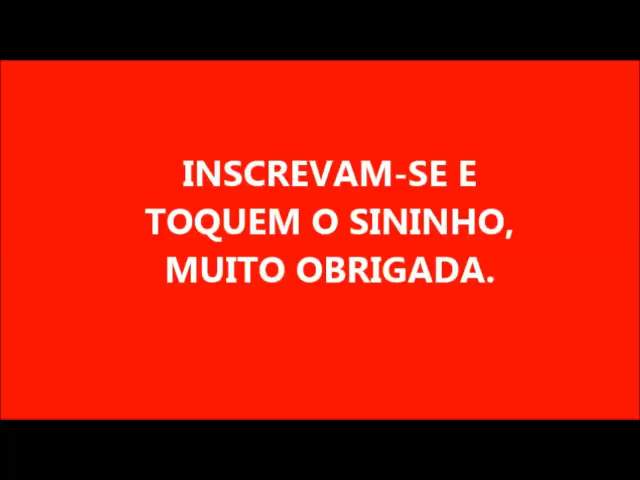 INSCREVAM-SE E
TOQUEM O SININHO,
MUITO OBRIGADA.